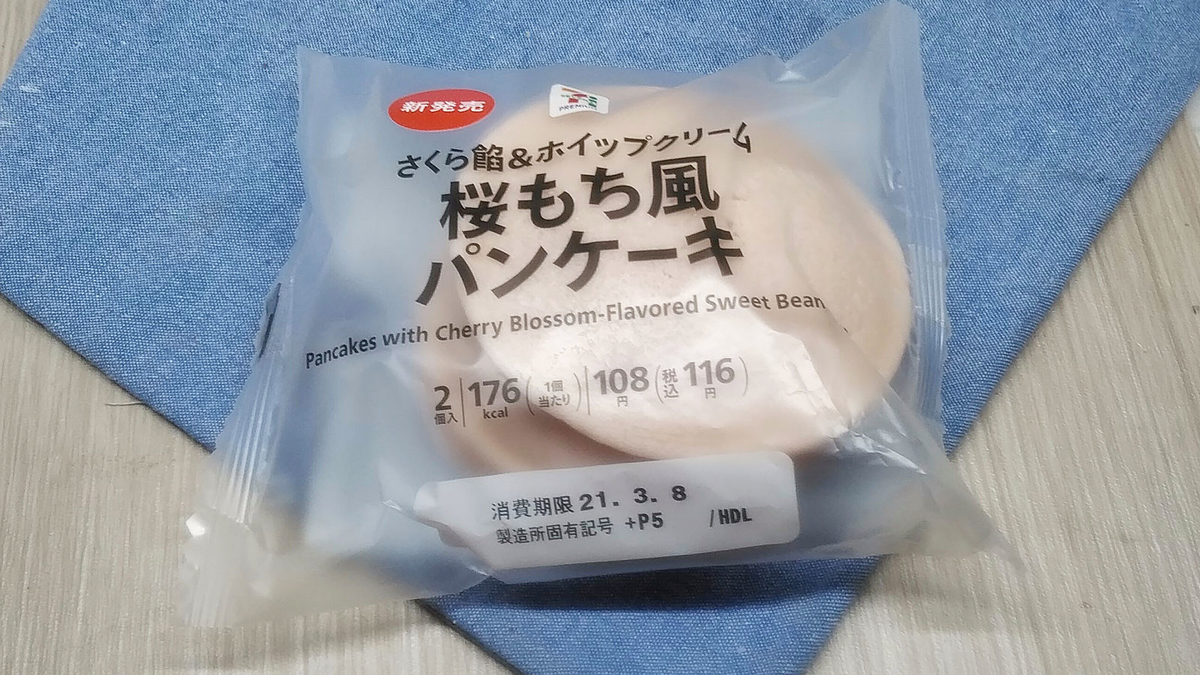 新発売
PREMIUM
さくら餡&ホイップクリーム
桜もち風
パンケーキ
Pancakes with Cherry Blossom-Flavored Sweet Bean
2個入 176kcal(1個当たり) 108円(税込116円)
消費期限 21. 3. 8
製造所固有記号 +P5 /HDL